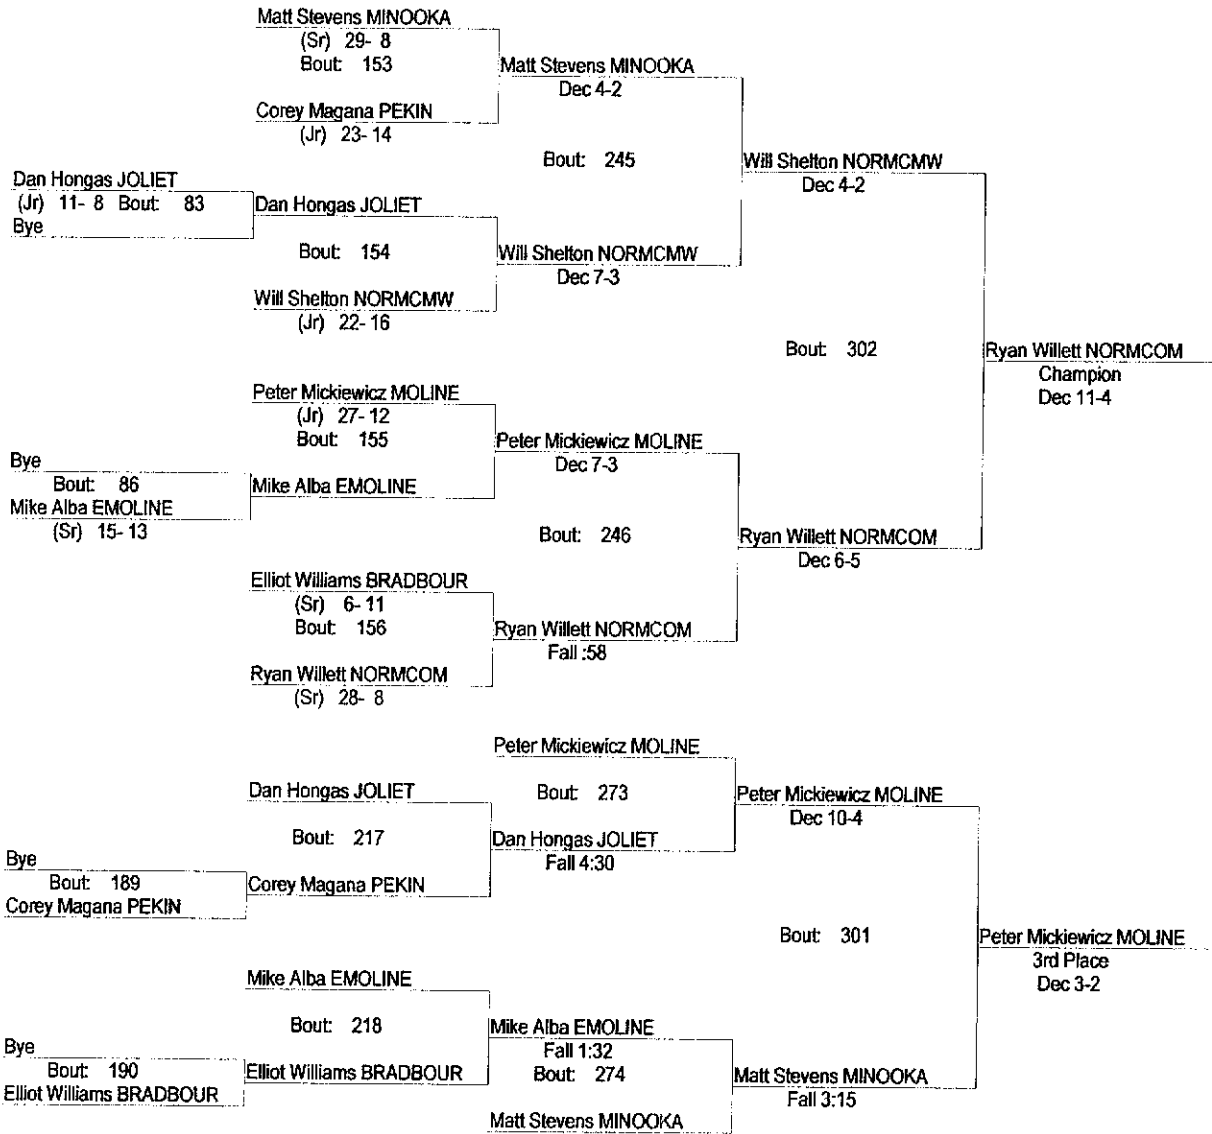 Matt Stevens MINOOKA
(Sr) 29- 8
Bout: 153
Matt Stevens MINOOKA
Dec 4-2
Corey Magana PEKIN
(Jr) 23- 14
Bout: 245
Will Shelton NORMCMW
Dec 4-2
Dan Hongas JOLIET
(Jr) 11- 8 Bout: 83
Bye
Dan Hongas JOLIET
Bout: 154
Will Shelton NORMCMW
Dec 7-3
Will Shelton NORMCMW
(Jr) 22- 16
Bout: 302
Ryan Willett NORMCOM
Champion
Dec 11-4
Peter Mickiewicz MOLINE
(Jr) 27- 12
Bout: 155
Peter Mickiewicz MOLINE
Dec 7-3
Bye
Bout: 86
Mike Alba EMOLINE
(Sr) 15- 13
Mike Alba EMOLINE
Bout: 246
Ryan Willett NORMCOM
Dec 6-5
Elliot Williams BRADBOUR
(Sr) 6- 11
Bout: 156
Ryan Willett NORMCOM
Fall :58
Ryan Willett NORMCOM
(Sr) 28- 8
Peter Mickiewicz MOLINE
Bout: 273
Peter Mickiewicz MOLINE
Dec 10-4
Dan Hongas JOLIET
Bout: 217
Dan Hongas JOLIET
Fall 4:30
Bye
Bout: 189
Corey Magana PEKIN
Corey Magana PEKIN
Bout: 301
Peter Mickiewicz MOLINE
3rd Place
Dec 3-2
Mike Alba EMOLINE
Bout: 218
Mike Alba EMOLINE
Fall 1:32
Bout: 274
Bye
Bout: 190
Elliot Williams BRADBOUR
Elliot Williams BRADBOUR
Matt Stevens MINOOKA
Fall 3:15
Matt Stevens MINOOKA